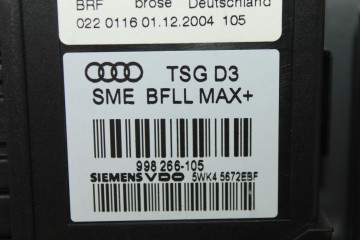 BRF brose Deutschland
022 0116 01.12.2004 105
TSG D3
SME BFLL MAX+
998 266-105
SIEMENS VDO 5WK4 5672EBF